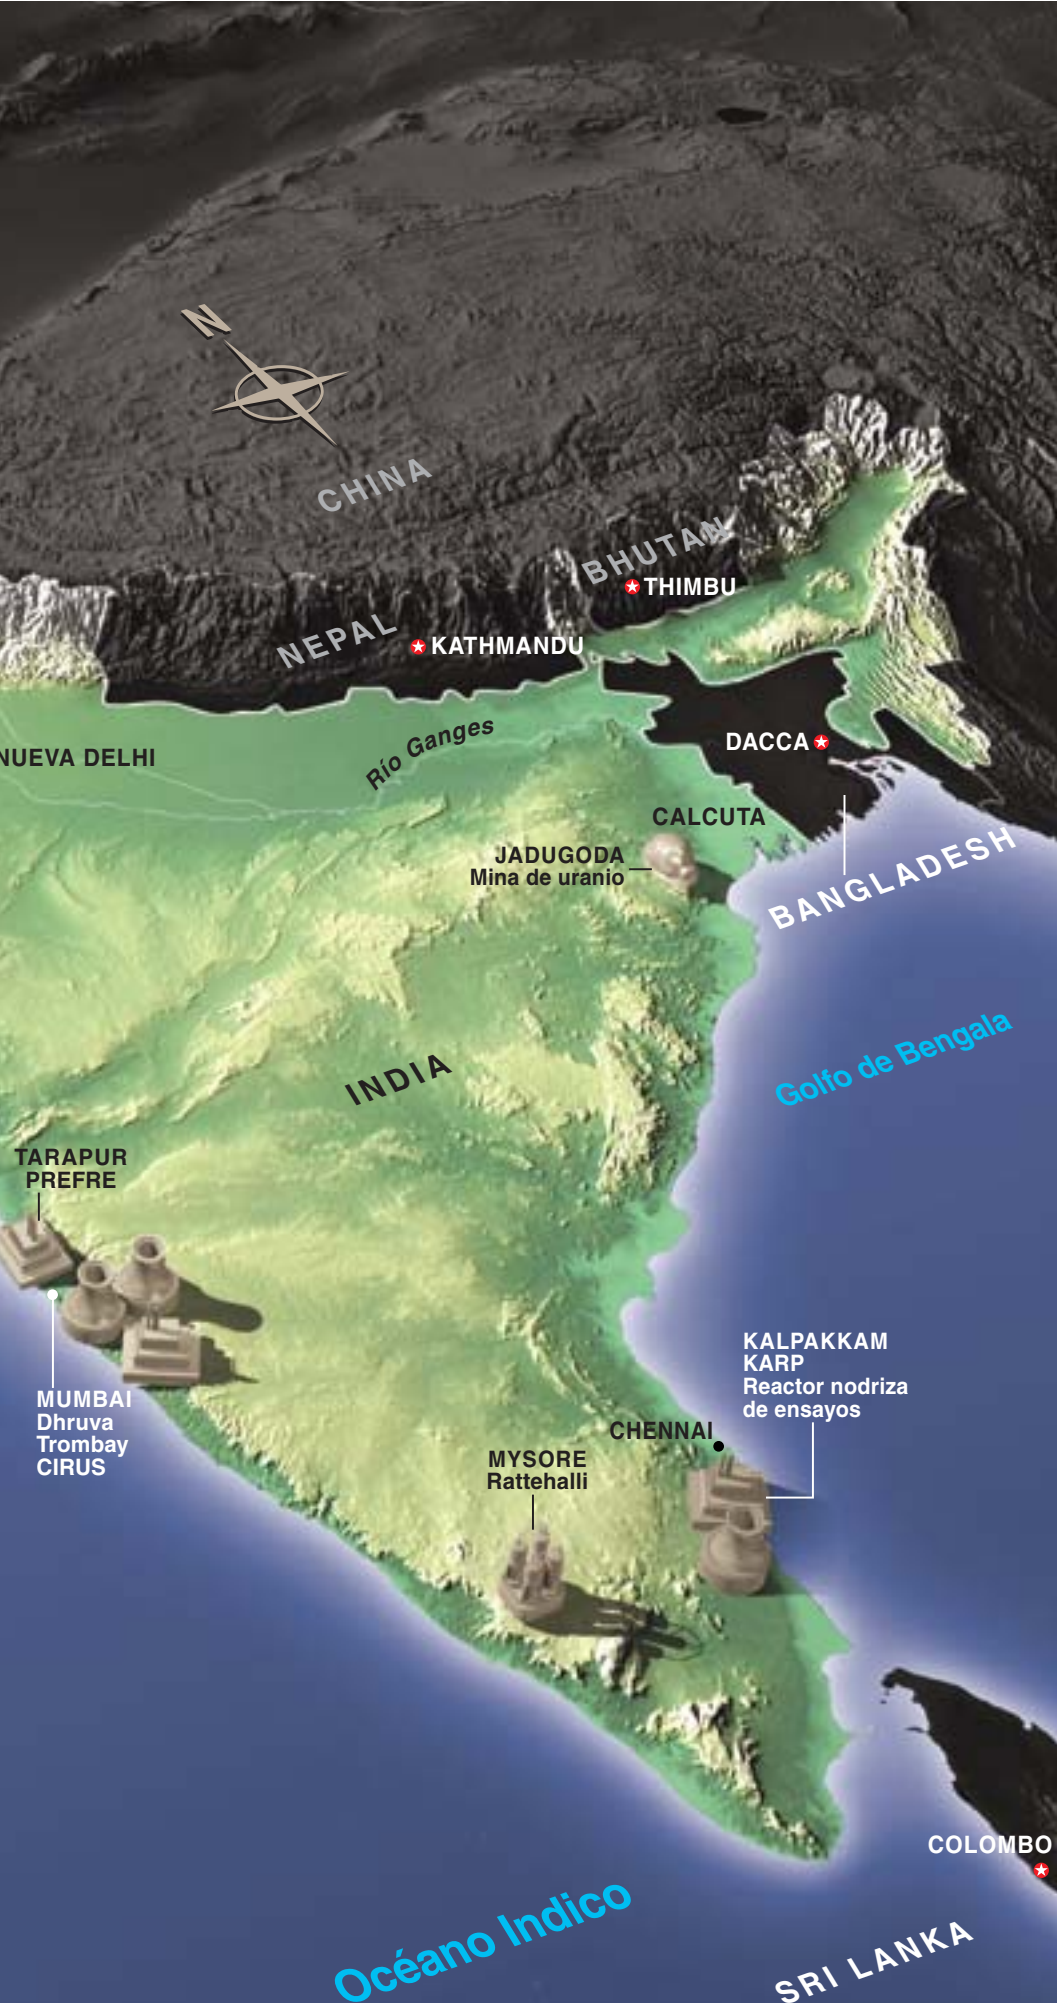 N
CHINA
BHUTAN
THIMBU
NEPAL
KATHMANDU
Río Ganges
DACCA
NUEVA DELHI
CALCUTA
JADUGODA
Mina de uranio
BANGLADESH
Golfo de Bengala
INDIA
TARAPUR
PREFRE
MUMBAI
Dhruva
Trombay
CIRUS
KALPAKKAM
KARP
Reactor nodriza
de ensayos
CHENNAI
MYSORE
Rattehalli
COLOMBO
Océano Indico
SRI LANKA